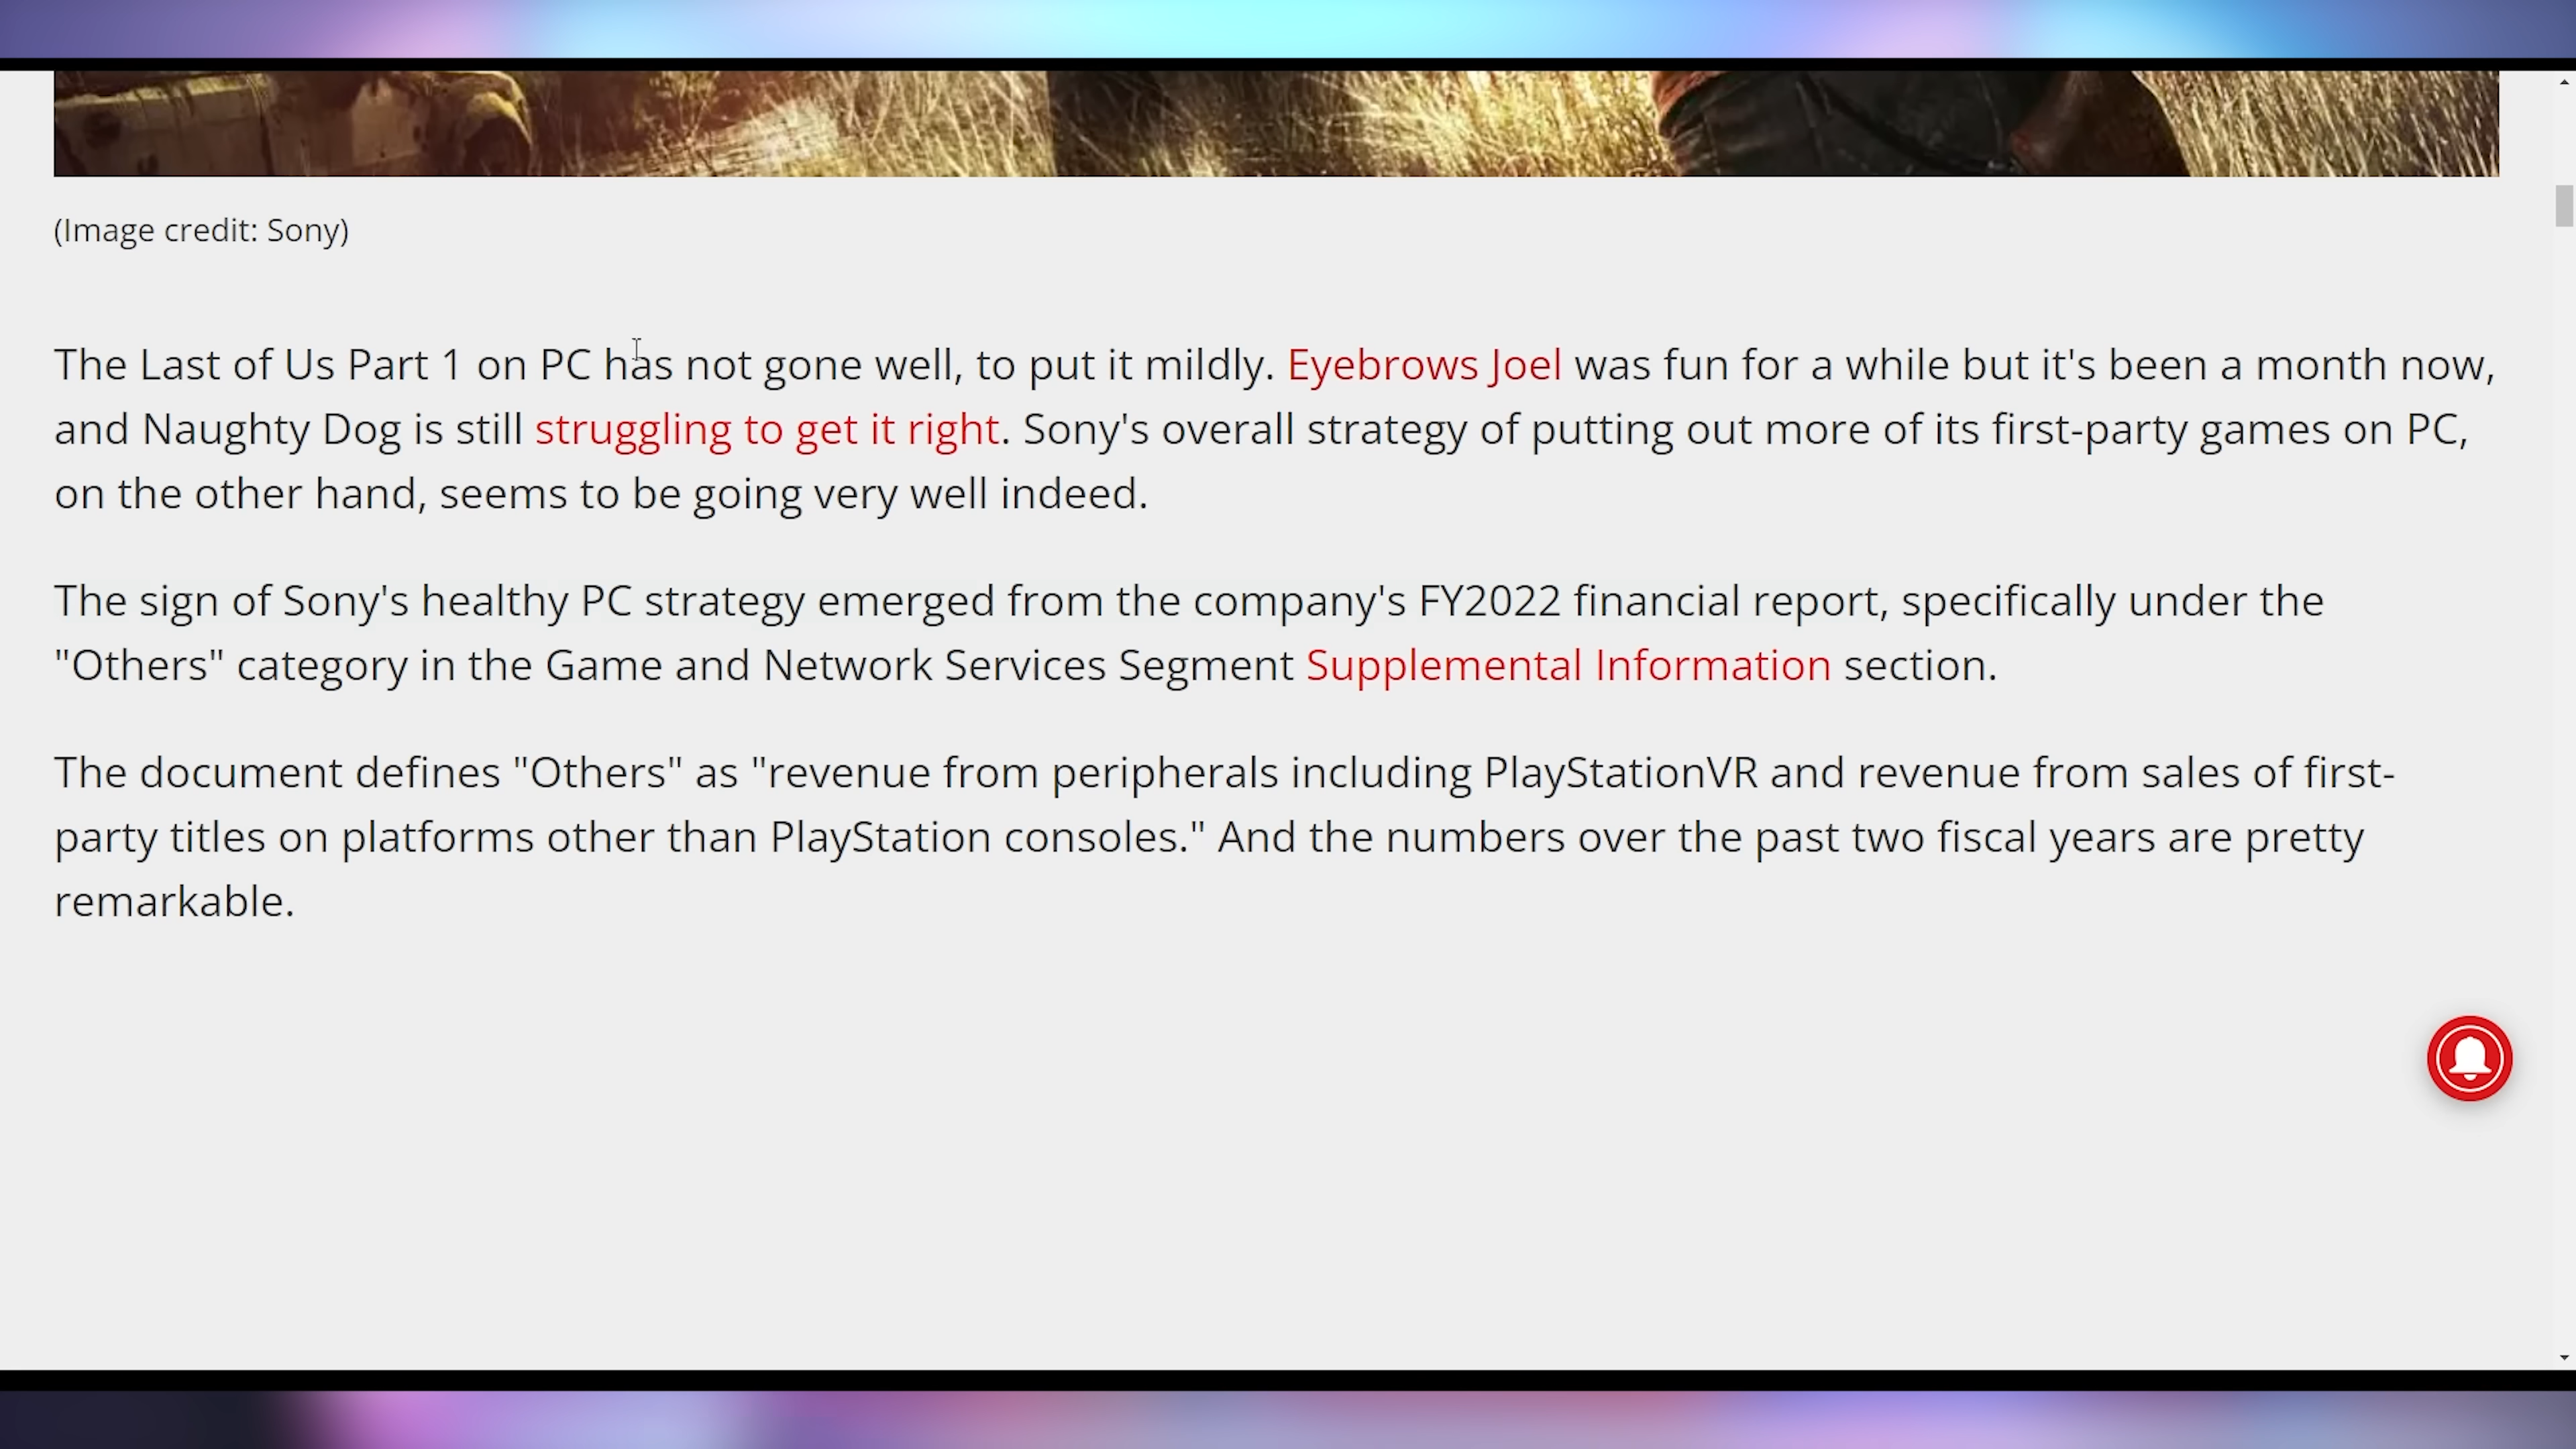 (Image credit: Sony)
The Last of Us Part 1 on PC has not gone well, to put it mildly. Eyebrows Joel was fun for a while but it's been a month now,
and Naughty Dog is still struggling to get it right. Sony's overall strategy of putting out more of its first-party games on PC,
on the other hand, seems to be going very well indeed.
The sign of Sony's healthy PC strategy emerged from the company's FY2022 financial report, specifically under the
"Others" category in the Game and Network Services Segment Supplemental Information section.
The document defines "Others" as "revenue from peripherals including PlayStationVR and revenue from sales of first-
party titles on platforms other than PlayStation consoles." And the numbers over the past two fiscal years are pretty
remarkable.